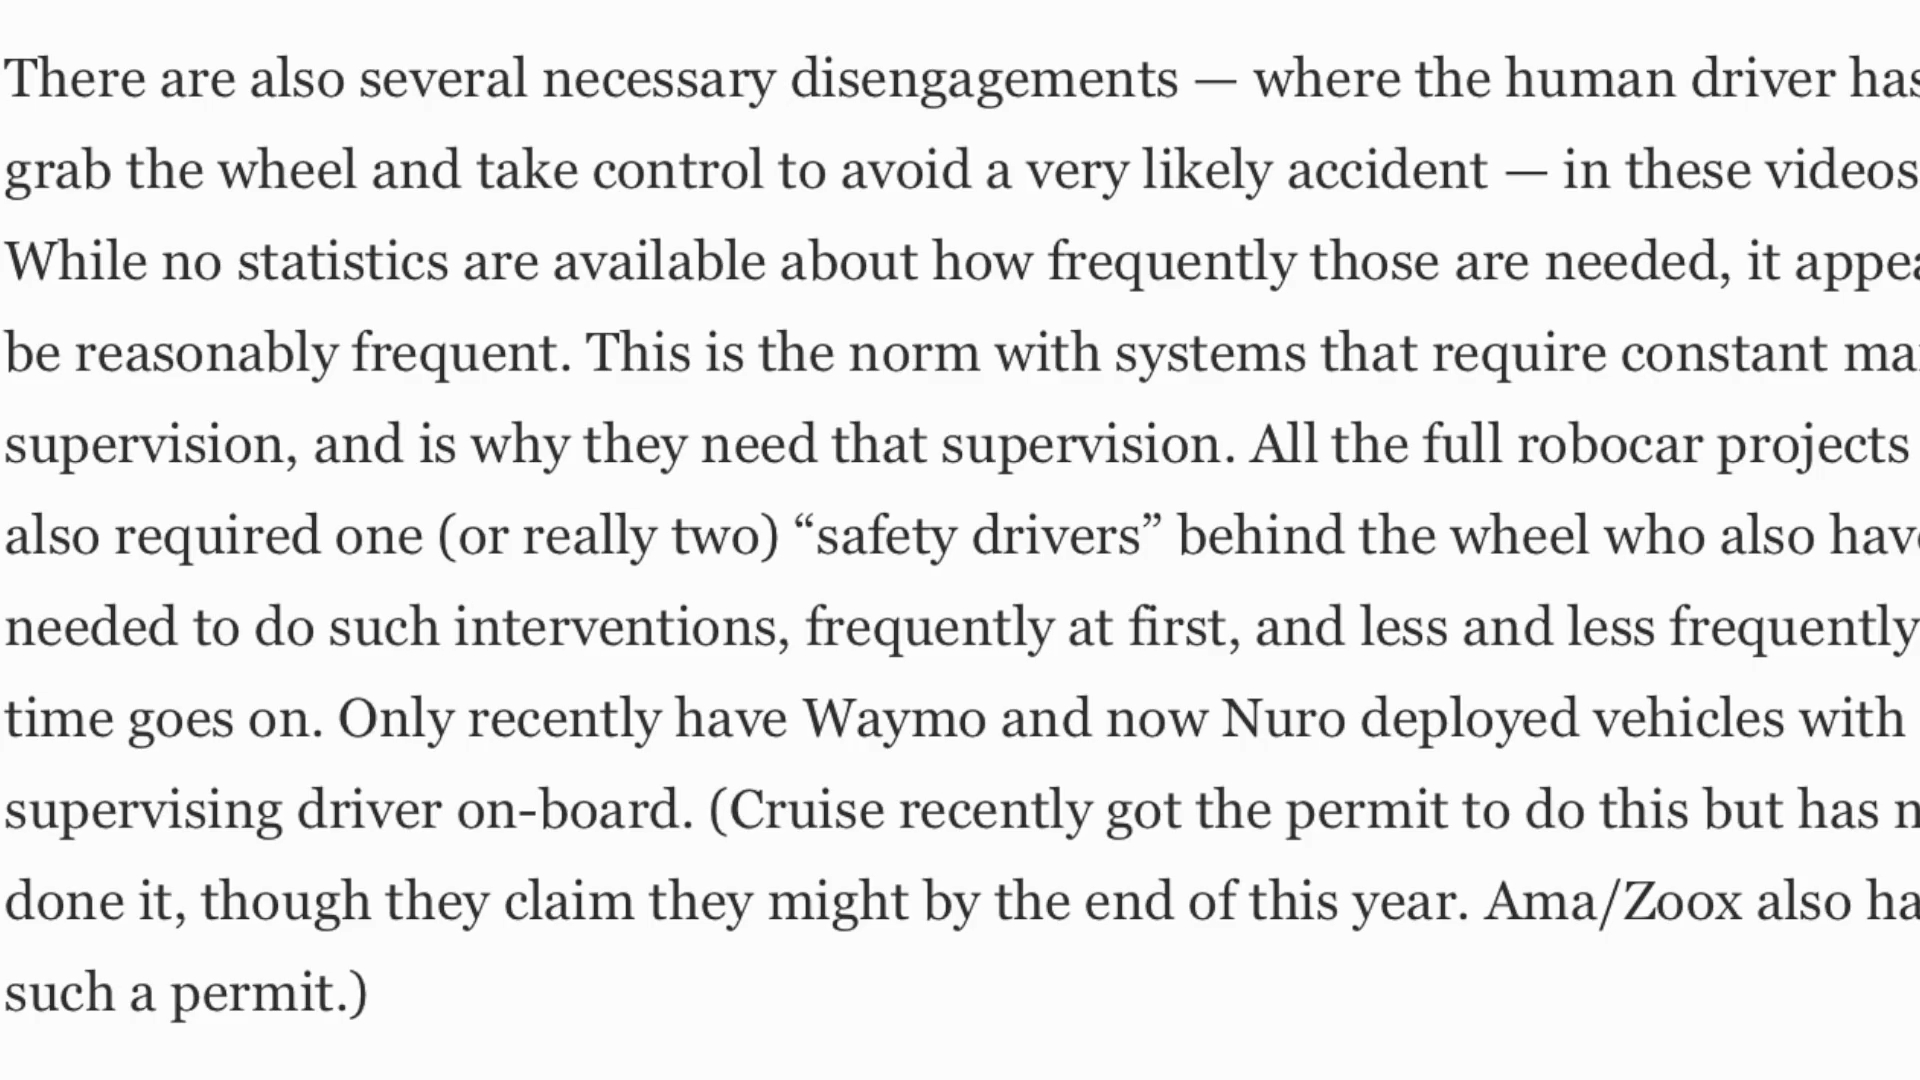 There are also several necessary disengagements — where the human driver has
grab the wheel and take control to avoid a very likely accident — in these videos
While no statistics are available about how frequently those are needed, it appea
be reasonably frequent. This is the norm with systems that require constant ma
supervision, and is why they need that supervision. All the full robocar projects
also required one (or really two) “safety drivers” behind the wheel who also have
needed to do such interventions, frequently at first, and less and less frequently
time goes on. Only recently have Waymo and now Nuro deployed vehicles with
supervising driver on-board. (Cruise recently got the permit to do this but has n
done it, though they claim they might by the end of this year. Ama/Zoox also ha
such a permit.)